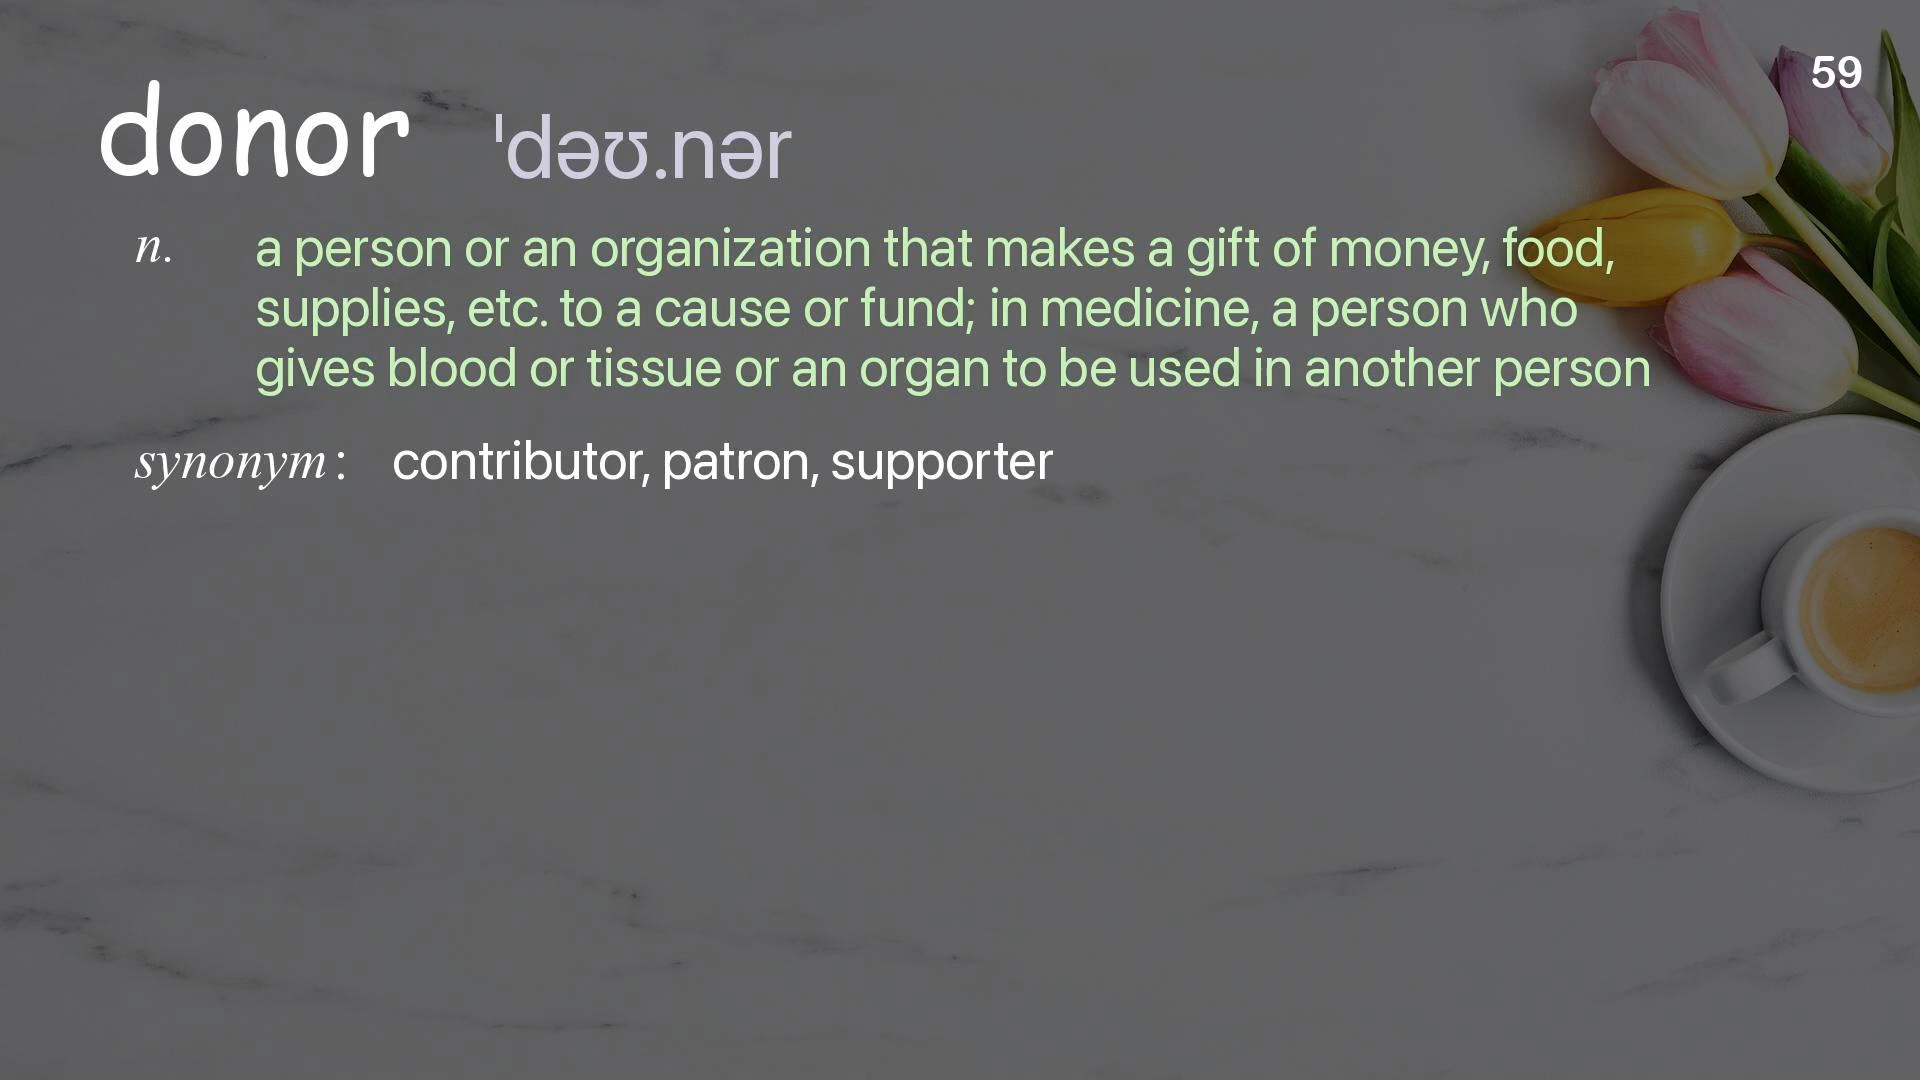 59
donor ˈdəʊ.nər
n. a person or an organization that makes a gift of money, food,
supplies, etc. to a cause or fund; in medicine, a person who
gives blood or tissue or an organ to be used in another person
synonym: contributor, patron, supporter